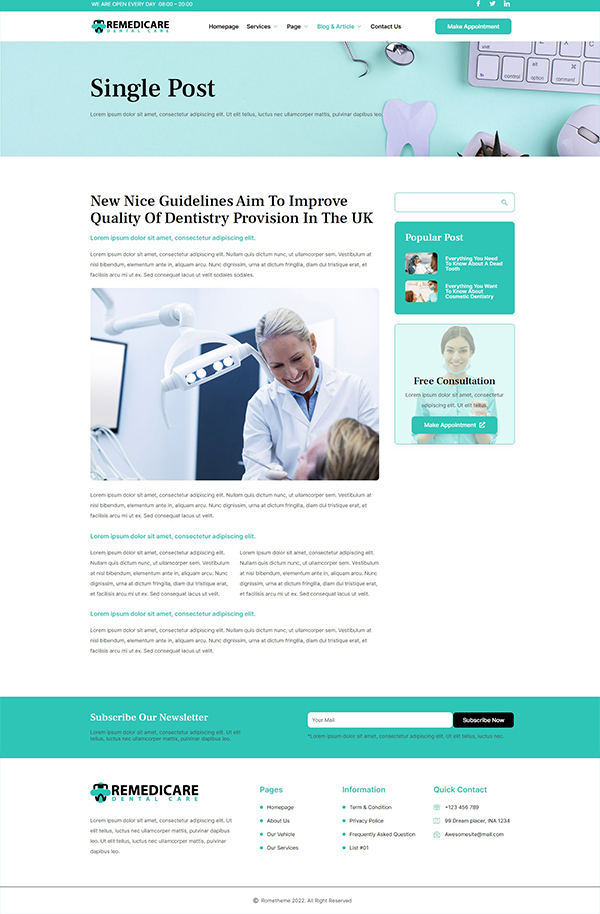 WE ARE OPEN EVERY DAY 08:00 – 20:00
REMEDICARE
DENTAL CARE
Homepage Services Page Blog & Article Contact Us
Make Appointment
Single Post
Lorem ipsum dolor sit amet, consectetur adipiscing elit. Ut elit tellus, luctus nec ullamcorper mattis, pulvinar dapibus leo.
control
option
command
New Nice Guidelines Aim To Improve
Quality Of Dentistry Provision In The UK
Lorem ipsum dolor sit amet, consectetur adipiscing elit.
Lorem ipsum dolor sit amet, consectetur adipiscing elit. Nullam quis dictum nunc, ut ullamcorper sem. Vestibulum at
nisl bibendum, elementum ante in, aliquam arcu. Nunc dignissim, urna at dictum fringilla, diam dui tristique erat, et
facilisis arcu mi ut ex. Sed consequat lacus ut velit sodales sodales.
Popular Post
Everything You Need
To Know About A Dead
Tooth
Everything You Want
To Know About
Cosmetic Dentistry
Free Consultation
Lorem ipsum dolor sit amet, consectetur
adipiscing elit. Ut elit tellus
Make Appointment
Lorem ipsum dolor sit amet, consectetur adipiscing elit. Nullam quis dictum nunc, ut ullamcorper sem. Vestibulum at
nisl bibendum, elementum ante in, aliquam arcu. Nunc dignissim, urna at dictum fringilla, diam dui tristique erat, et
facilisis arcu mi ut ex. Sed consequat lacus ut velit.
Lorem ipsum dolor sit amet, consectetur adipiscing elit.
Lorem ipsum dolor sit amet, consectetur adipiscing elit.
Nullam quis dictum nunc, ut ullamcorper sem. Vestibulum at
nisl bibendum, elementum ante in, aliquam arcu. Nunc
dignissim, urna at dictum fringilla, diam dui tristique erat,
et facilisis arcu mi ut ex. Sed consequat lacus ut velit.
Lorem ipsum dolor sit amet, consectetur adipiscing elit.
Nullam quis dictum nunc, ut ullamcorper sem. Vestibulum at
nisl bibendum, elementum ante in, aliquam arcu. Nunc
dignissim, urna at dictum fringilla, diam dui tristique erat,
et facilisis arcu mi ut ex. Sed consequat lacus ut velit.
Lorem ipsum dolor sit amet, consectetur adipiscing elit.
Lorem ipsum dolor sit amet, consectetur adipiscing elit. Nullam quis dictum nunc, ut ullamcorper sem. Vestibulum at
nisl bibendum, elementum ante in, aliquam arcu. Nunc dignissim, urna at dictum fringilla, diam dui tristique erat, et
facilisis arcu mi ut ex. Sed consequat lacus ut velit.
Subscribe Our Newsletter
Lorem ipsum dolor sit amet, consectetur adipiscing elit. Ut elit
tellus, luctus nec ullamcorper mattis, pulvinar dapibus leo.
Your Mail
Subscribe Now
*Lorem ipsum dolor sit amet, consectetur adipiscing elit. Ut elit tellus, luctus nec.
REMEDICARE
DENTAL CARE
Lorem ipsum dolor sit amet, consectetur adipiscing elit. Ut
elit tellus, luctus nec ullamcorper mattis, pulvinar dapibus
leo. Ut elit tellus, luctus nec ullamcorper mattis, pulvinar
dapibus leo.
Pages
Homepage
About Us
Our Vehicle
Our Services
Information
Term & Condition
Privacy Police
Frequently Asked Question
List #01
Quick Contact
+123 456 789
99 Dream placer, INA 1234
Awesomesite@mail.com
© Rometheme 2022. All Right Reserved